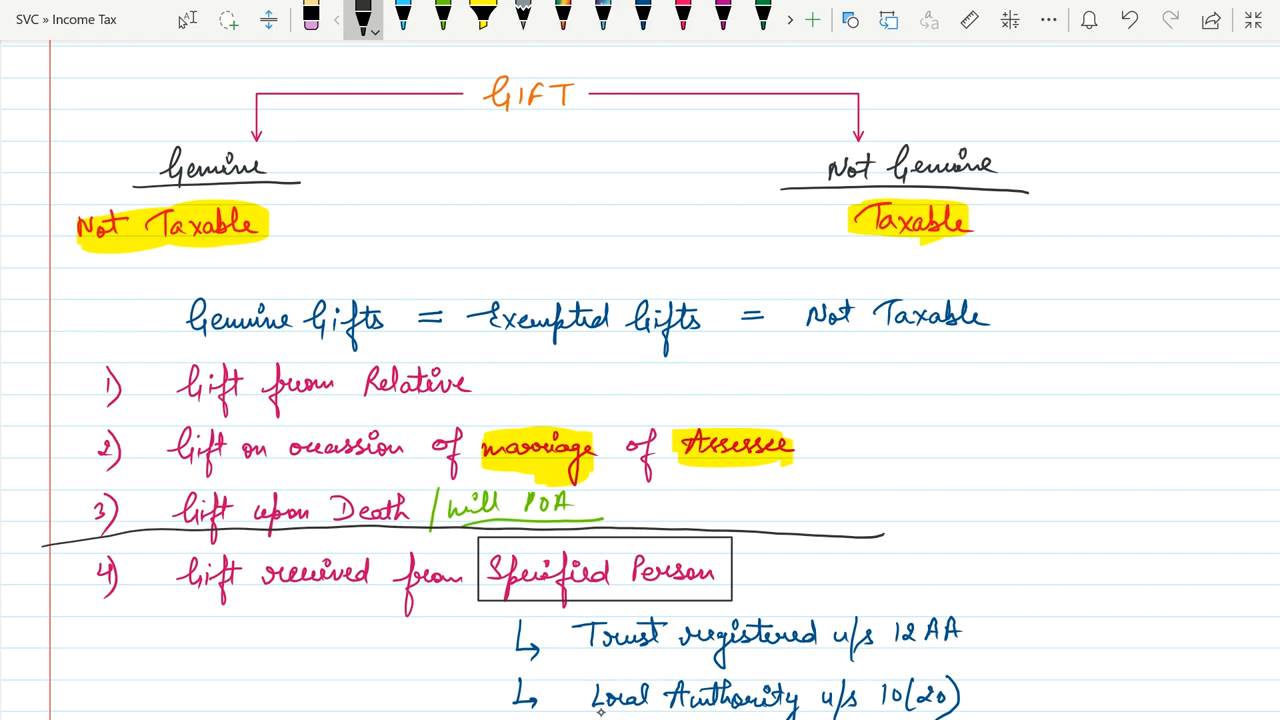 SVC » Income Tax
GIFT
Genuine
Not Genuine
Not Taxable
Taxable
Genuine Gifts = Exempted Gifts = Not Taxable
1) Gift from Relative
2) Gift on occassion of marriage of Assessee
3) Gift upon Death / Will POA
4) Gift received from Specified Person
↳ Trust registered u/s 12AA
↳ Local Authority u/s 10(20)